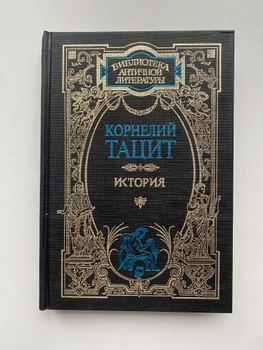 БИБЛИОТЕКА
АНТИЧНОЙ
ЛИТЕРАТУРЫ
КОРНЕЛИЙ
ТАЦИТ
ИСТОРИЯ